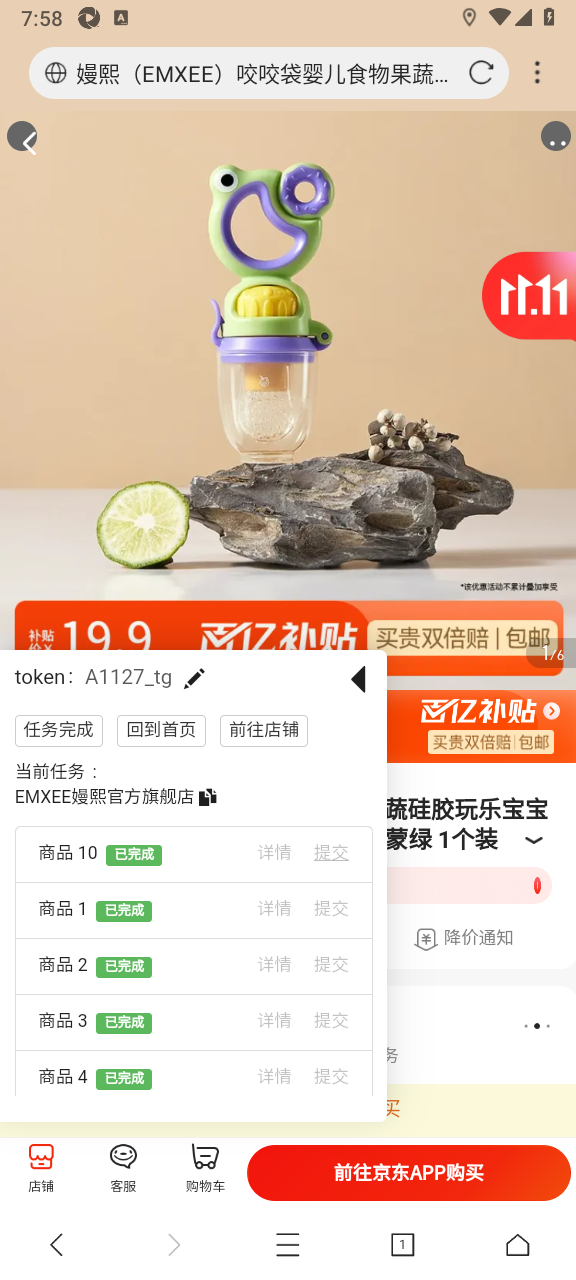 7:58
嫚熙（EMXEE）咬咬袋婴儿食物果蔬...
11.11
*该优惠活动不累计叠加享受
补贴
19.9
百亿补贴
买贵双倍赔 | 包邮
1/6
token: A1127_tg
任务完成
回到首页
前往店铺
百亿补贴
买贵双倍赔 | 包邮
当前任务：
EMXEE嫚熙官方旗舰店
蔬硅胶玩乐宝宝
蒙绿 1个装
商品 10 已完成 详情 提交
商品 1 已完成 详情 提交
降价通知
商品 2 已完成 详情 提交
商品 3 已完成 详情 提交
务
商品 4 已完成 详情 提交
买
店铺
客服
购物车
前往京东APP购买
1